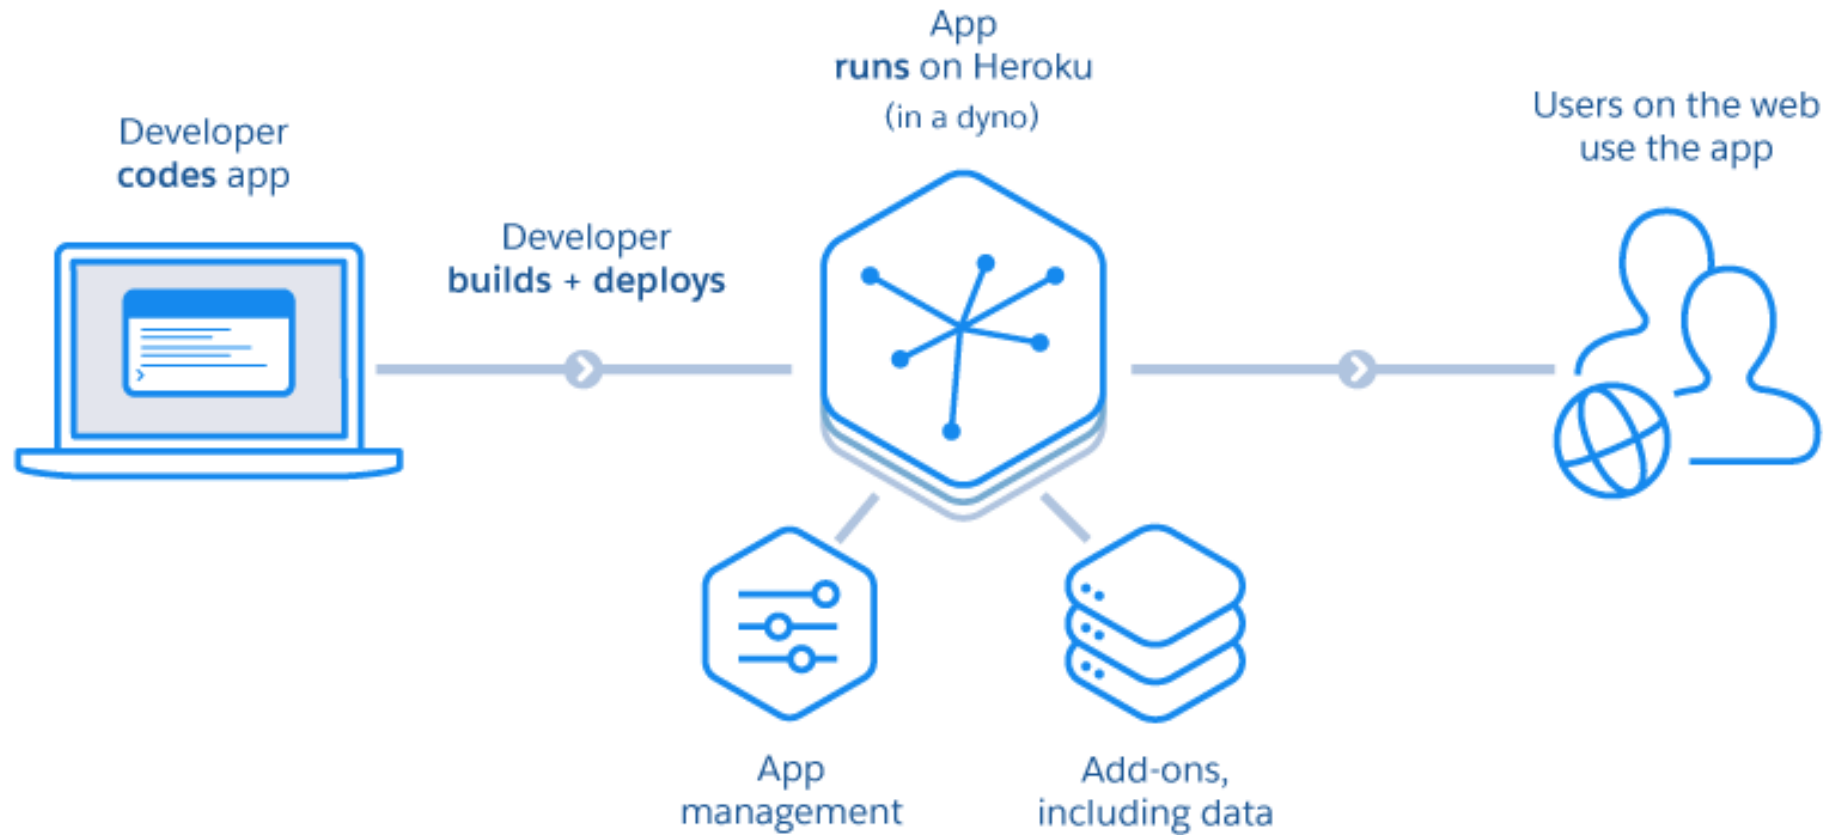 Developer
codes app
Developer
builds + deploys
App
runs on Heroku
(in a dyno)
Users on the web
use the app
App
management
Add-ons,
including data